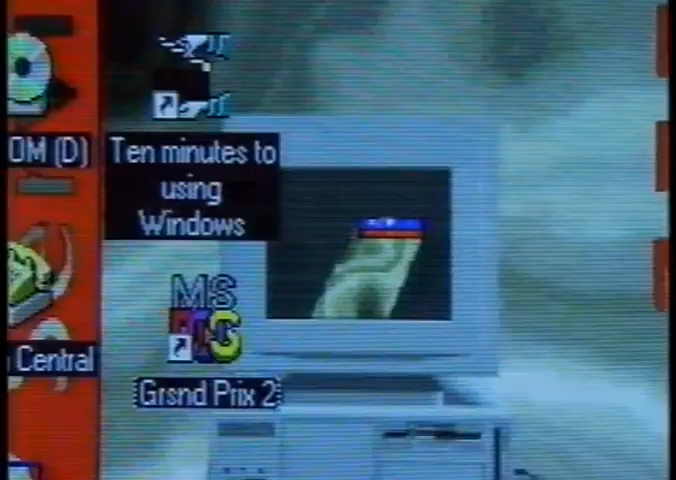 OM (D)
Ten minutes to
using
Windows
MS
Central
Grsnd Prix 2